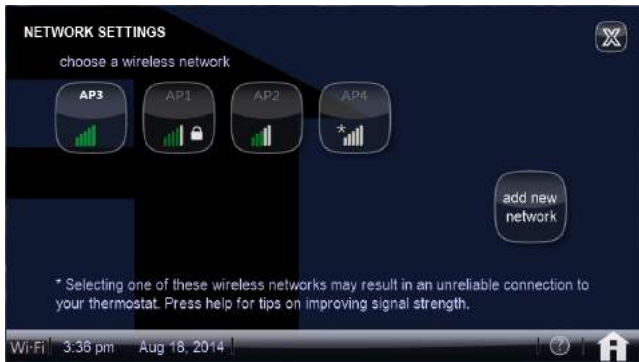 NETWORK SETTINGS
X
choose a wireless network
AP3 AP1 AP2 AP4
*
add new
network
* Selecting one of these wireless networks may result in an unreliable connection to
your thermostat. Press help for tips on improving signal strength.
Wi-Fi 3:36 pm Aug 18, 2014 ?